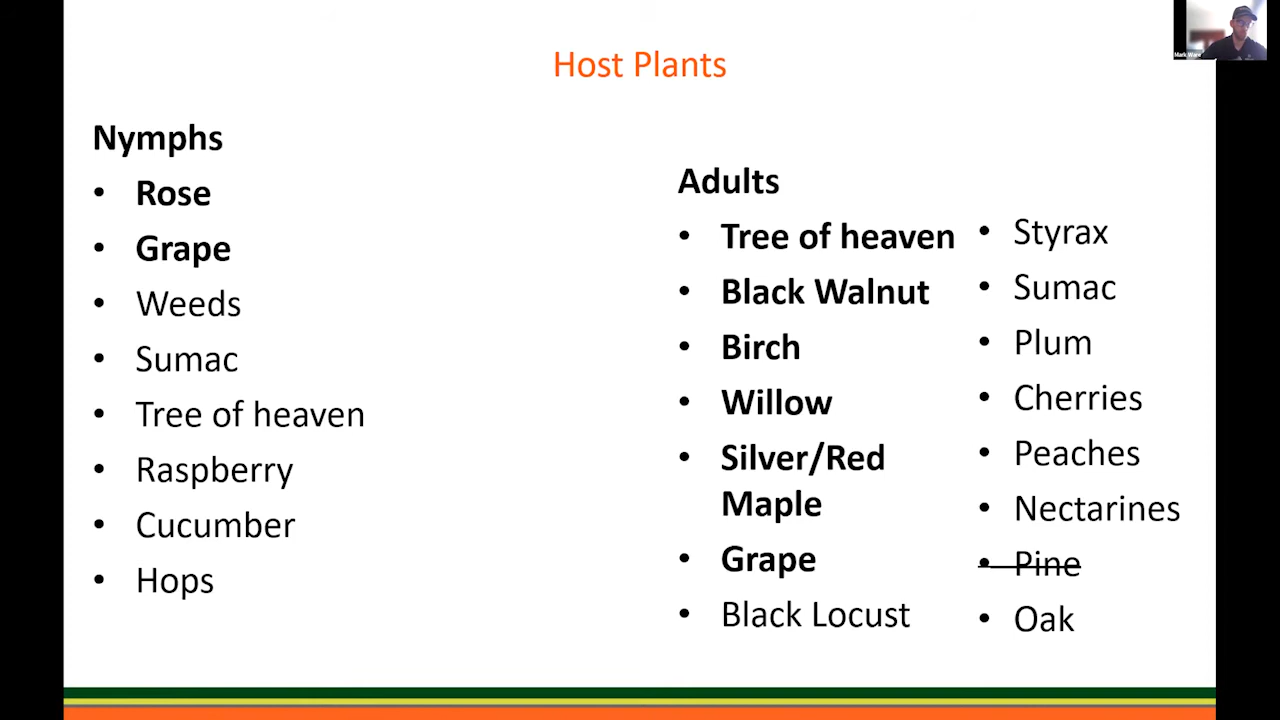 Host Plants
Nymphs
• Rose
• Grape
• Weeds
• Sumac
• Tree of heaven
• Raspberry
• Cucumber
• Hops
Adults
• Tree of heaven
• Black Walnut
• Birch
• Willow
• Silver/Red
Maple
• Grape
• Black Locust
• Styrax
• Sumac
• Plum
• Cherries
• Peaches
• Nectarines
• Pine
• Oak
Mark